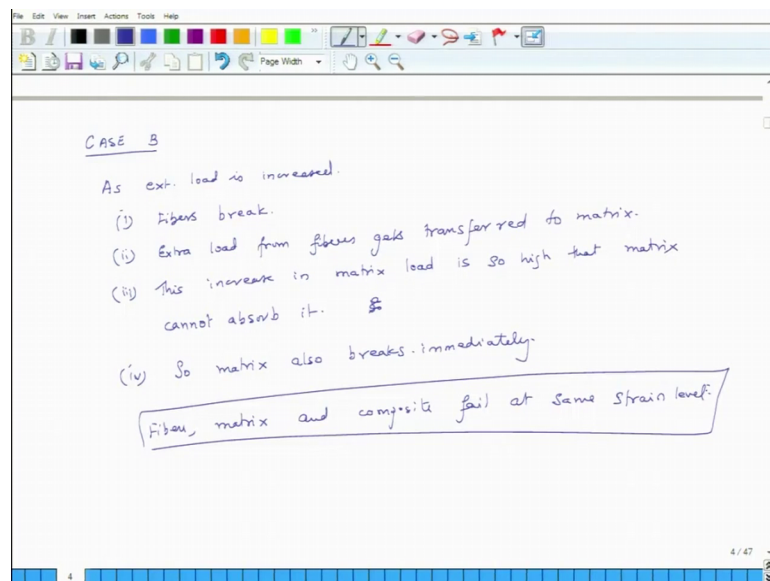 File Edit View Insert Actions Tools Help
B I
Page Width
CASE 3
As ext. load is increased.
(i) Fibers break.
(ii) Extra load from fibers gets transferred to matrix.
(iii) This increase in matrix load is so high that matrix
cannot absorb it.
(iv) So matrix also breaks immediately.
Fiber, matrix and composite fail at same strain level.
4 / 47
4